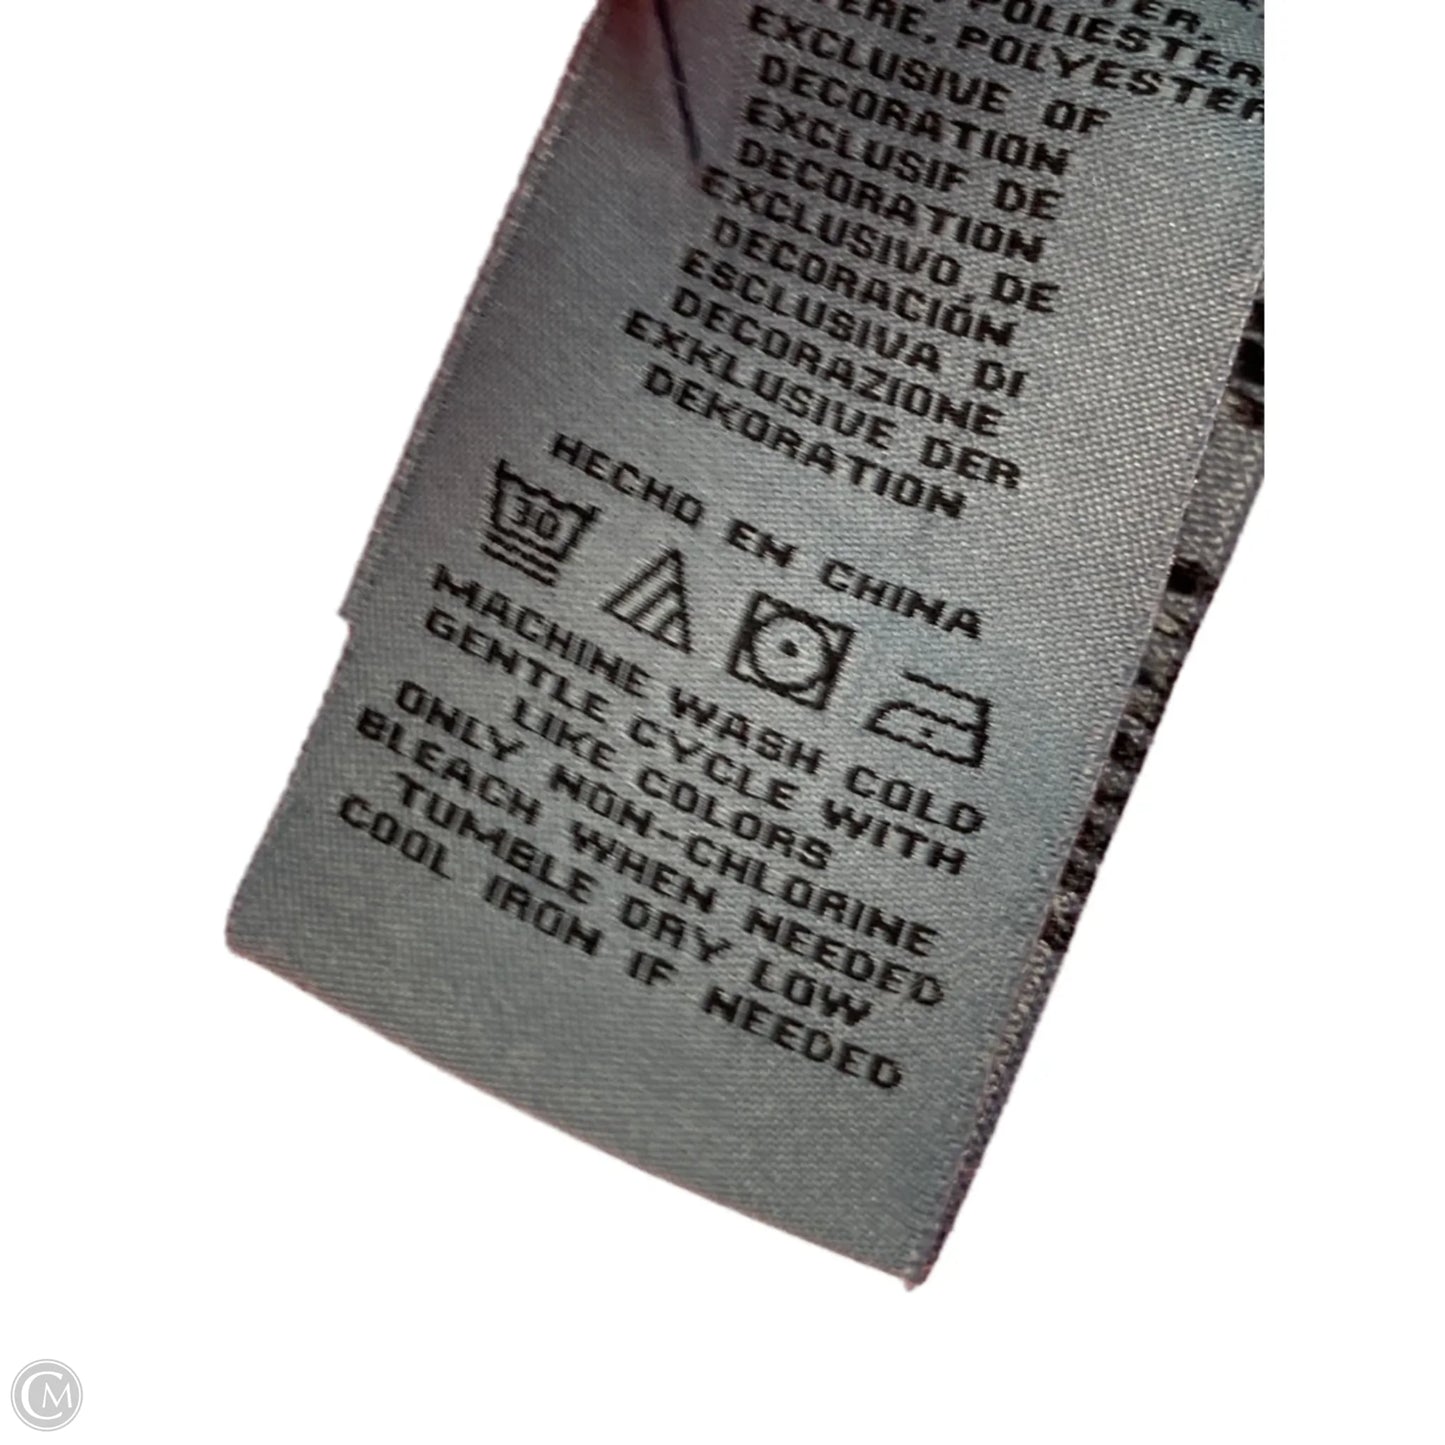 POLIESTER,
POLYESTER
EXCLUSIVE OF
DECORATION
EXCLUSIF DE
DECORATION
EXCLUSIVO, DE
DECORACIÓN
ESCLUSIVA DI
DECORAZIONE
EXKLUSIVE DER
DEKORATION
HECHO EN CHINA
30
MACHINE WASH COLD
GENTLE CYCLE WITH
LIKE COLORS
ONLY NON-CHLORINE
BLEACH WHEN NEEDED
TUMBLE DRY LOW
COOL IRON IF NEEDED
CM